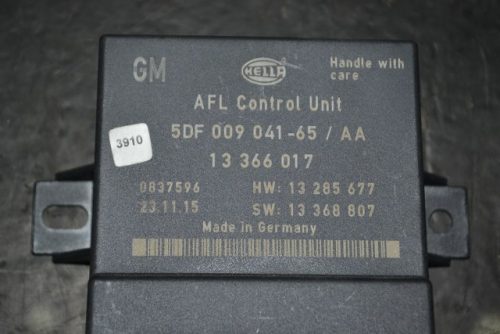 GM HELLA Handle with
care
AFL Control Unit
5DF 009 041-65 / AA
3910
13 366 017
0837596 HW: 13 285 677
23.11.15 SW: 13 368 807
Made in Germany